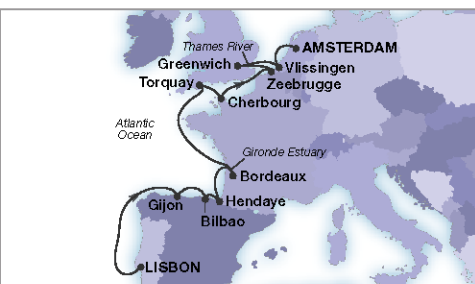 Thames River
AMSTERDAM
Greenwich
Vlissingen
Torquay
Zeebrugge
Cherbourg
Atlantic
Ocean
Gironde Estuary
Bordeaux
Gijon
Hendaye
Bilbao
LISBON